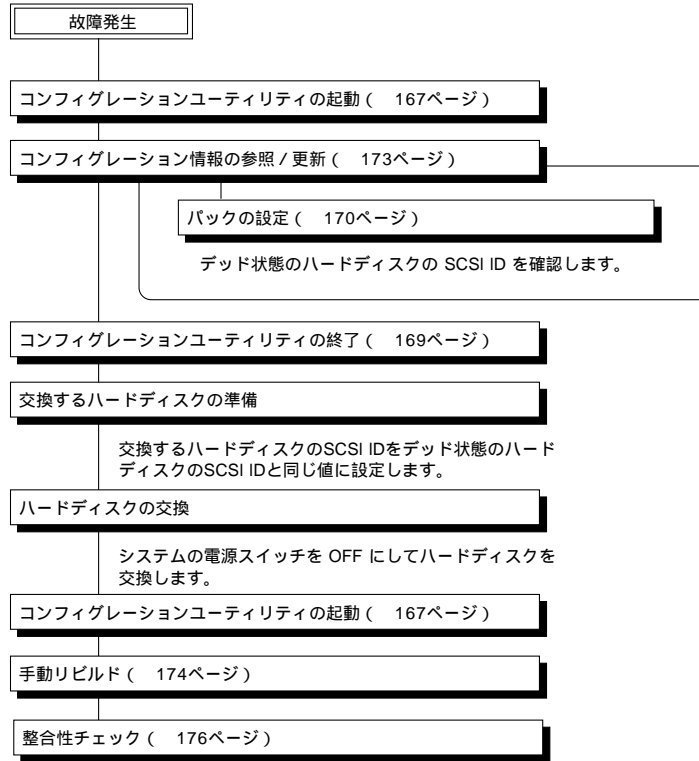 故障発生
コンフィグレーションユーティリティの起動（　167ページ）
コンフィグレーション情報の参照／更新（　173ページ）
パックの設定（　170ページ）
デッド状態のハードディスクの SCSI ID を確認します。
コンフィグレーションユーティリティの終了（　169ページ）
交換するハードディスクの準備
交換するハードディスクのSCSI IDをデッド状態のハード
ディスクのSCSI IDと同じ値に設定します。
ハードディスクの交換
システムの電源スイッチを OFF にしてハードディスクを
交換します。
コンフィグレーションユーティリティの起動（　167ページ）
手動リビルド（　174ページ）
整合性チェック（　176ページ）